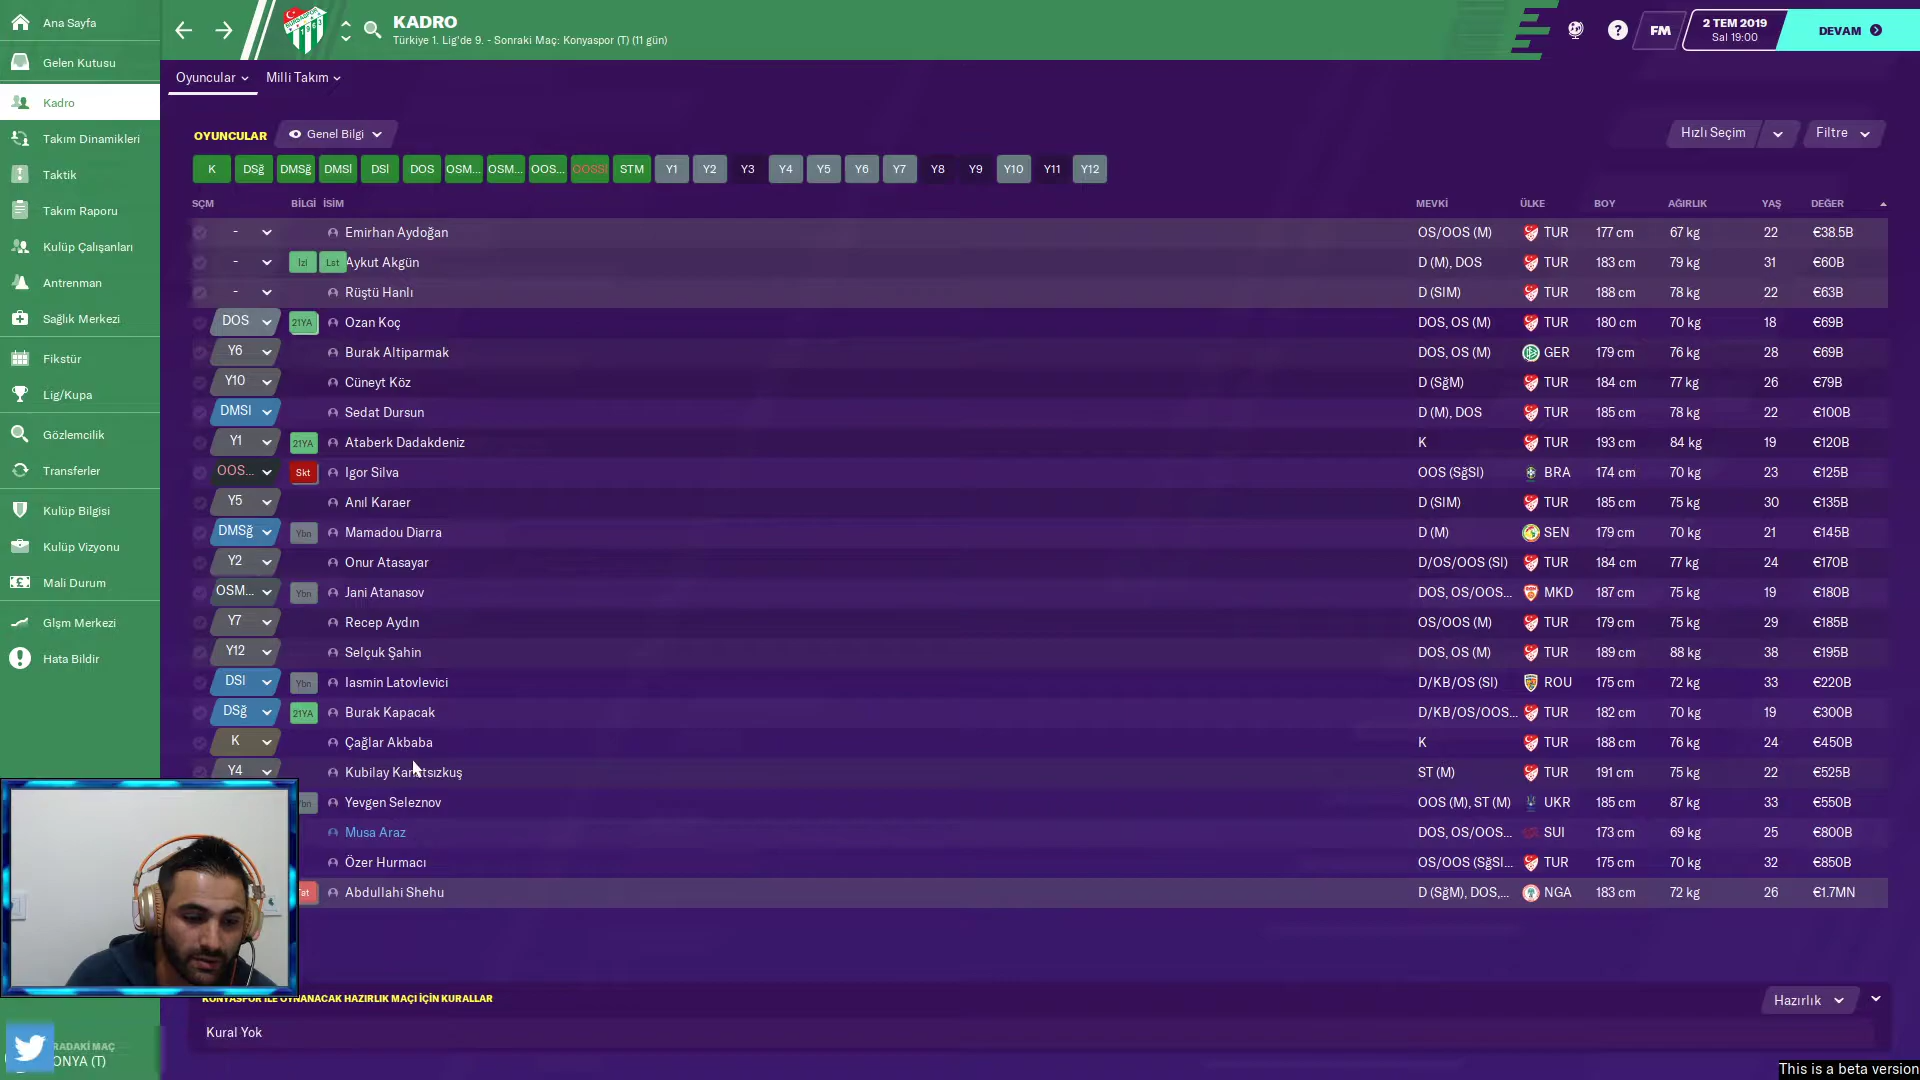 Ana Sayfa
Gelen Kutusu
Kadro
Takım Dinamikleri
Taktik
Takım Raporu
Kulüp Çalışanları
Antrenman
Sağlık Merkezi
Fikstür
Lig/Kupa
Gözlemcilik
Transferler
Kulüp Bilgisi
Kulüp Vizyonu
Mali Durum
Glşm Merkezi
Hata Bildir
KADRO
Türkiye 1. Lig'de 9. - Sonraki Maç: Konyaspor (T) (11 gün)
FM
2 TEM 2019
Sal 19:00
DEVAM
Oyuncular Milli Takım
OYUNCULAR Genel Bilgi Hızlı Seçim Filtre
K DSğ DMSğ DMSl DSl DOS OSM... OSM... OOS... OOSSl STM Y1 Y2 Y3 Y4 Y5 Y6 Y7 Y8 Y9 Y10 Y11 Y12
SÇM BİLGİ İSİM MEVKİ ÜLKE BOY AĞIRLIK YAŞ DEĞER
- Emirhan Aydoğan OS/OOS (M) TUR 177 cm 67 kg 22 €38.5B
- Izl Lst Aykut Akgün D (M), DOS TUR 183 cm 79 kg 31 €60B
- Rüştü Hanlı D (SlM) TUR 188 cm 78 kg 22 €63B
DOS 21YA Ozan Koç DOS, OS (M) TUR 180 cm 70 kg 18 €69B
Y6 Burak Altiparmak DOS, OS (M) GER 179 cm 76 kg 28 €69B
Y10 Cüneyt Köz D (SğM) TUR 184 cm 77 kg 26 €79B
DMSl Sedat Dursun D (M), DOS TUR 185 cm 78 kg 22 €100B
Y1 21YA Ataberk Dadakdeniz K TUR 193 cm 84 kg 19 €120B
OOS... Skt Igor Silva OOS (SğSl) BRA 174 cm 70 kg 23 €125B
Y5 Anıl Karaer D (SlM) TUR 185 cm 75 kg 30 €135B
DMSğ Ybn Mamadou Diarra D (M) SEN 179 cm 70 kg 21 €145B
Y2 Onur Atasayar D/OS/OOS (Sl) TUR 184 cm 77 kg 24 €170B
OSM... Ybn Jani Atanasov DOS, OS/OOS... MKD 187 cm 75 kg 19 €180B
Y7 Recep Aydın OS/OOS (M) TUR 179 cm 75 kg 29 €185B
Y12 Selçuk Şahin DOS, OS (M) TUR 189 cm 88 kg 38 €195B
DSl Ybn Iasmin Latovlevici D/KB/OS (Sl) ROU 175 cm 72 kg 33 €220B
DSğ 21YA Burak Kapacak D/KB/OS/OOS... TUR 182 cm 70 kg 19 €300B
K Çağlar Akbaba K TUR 188 cm 76 kg 24 €450B
Y4 Kubilay ST (M) TUR 191 cm 75 kg 22 €525B
Yevgen Seleznov OOS (M), ST (M) UKR 185 cm 87 kg 33 €550B
Musa Araz DOS, OS/OOS... SUI 173 cm 69 kg 25 €800B
Özer Hurmacı OS/OOS (SğSl... TUR 175 cm 70 kg 32 €850B
Abdullahi Shehu D (SğM), DOS,... NGA 183 cm 72 kg 26 €1.7MN
KONYASPOR İLE OYNANACAK HAZIRLIK MAÇI İÇİN KURALLAR
Hazırlık
Kural Yok
RADAKİ MAÇ
ONYA (T)
This is a beta version